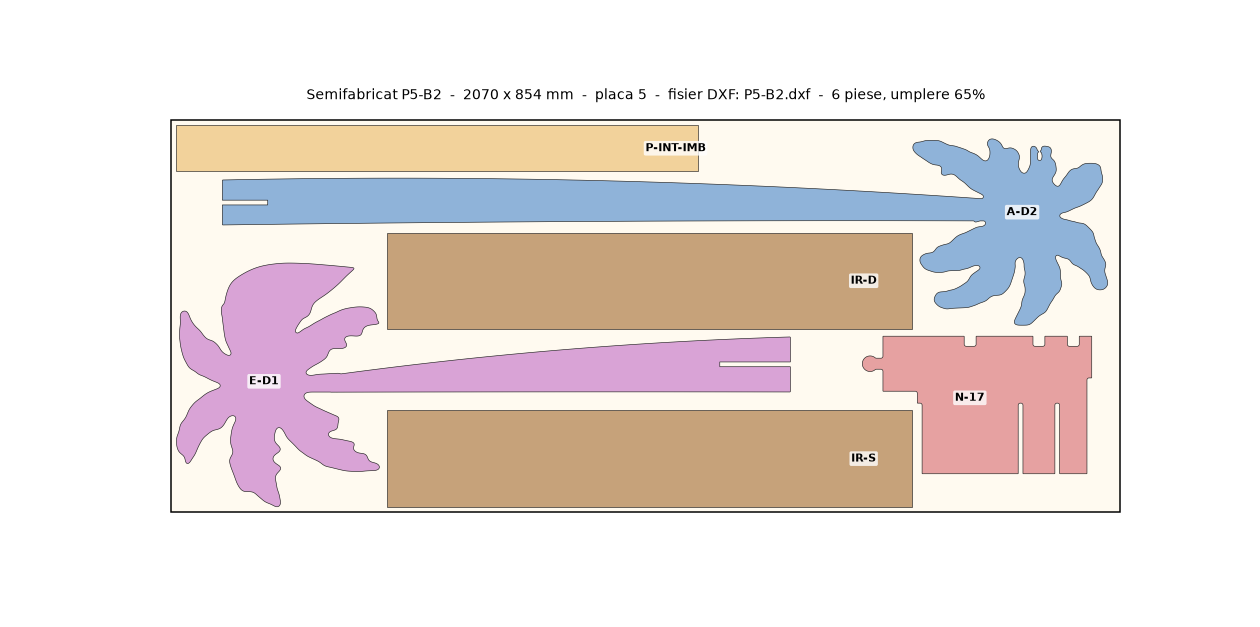 Semifabricat P5-B2 - 2070 x 854 mm - placa 5 - fisier DXF: P5-B2.dxf - 6 piese, umplere 65%
P-INT-IMB
A-D2
IR-D
E-D1
N-17
IR-S